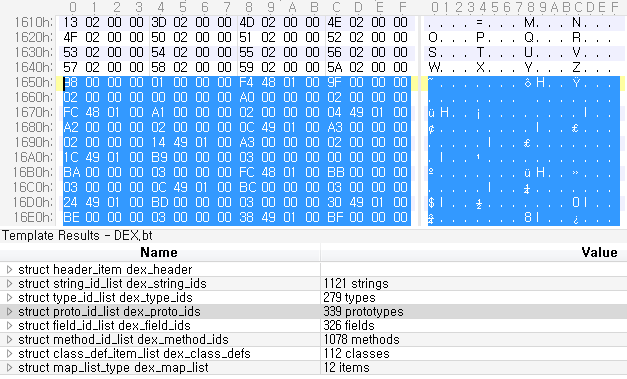 0 1 2 3 4 5 6 7 8 9 A B C D E F 0123456789ABCDEF
1610h: 13 02 00 00 3D 02 00 00 4D 02 00 00 4E 02 00 00 ....=...M...N...
1620h: 4F 02 00 00 50 02 00 00 51 02 00 00 52 02 00 00 O...P...Q...R...
1630h: 53 02 00 00 54 02 00 00 55 02 00 00 56 02 00 00 S...T...U...V...
1640h: 57 02 00 00 58 02 00 00 59 02 00 00 5A 02 00 00 W...X...Y...Z...
1650h: 98 00 00 00 01 00 00 00 F4 48 01 00 9F 00 00 00 ˜.......ôH..Ÿ...
1660h: 02 00 00 00 00 00 00 00 A0 00 00 00 02 00 00 00 ........ .......
1670h: FC 48 01 00 A1 00 00 00 02 00 00 00 04 49 01 00 üH..¡........I..
1680h: A2 00 00 00 02 00 00 00 0C 49 01 00 A3 00 00 00 ¢........I..£...
1690h: 02 00 00 00 14 49 01 00 A3 00 00 00 02 00 00 00 .....I..£.......
16A0h: 1C 49 01 00 B9 00 00 00 03 00 00 00 00 00 00 00 .I..¹...........
16B0h: BA 00 00 00 03 00 00 00 FC 48 01 00 BB 00 00 00 º.......üH..»...
16C0h: 03 00 00 00 0C 49 01 00 BC 00 00 00 03 00 00 00 .....I..¼.......
16D0h: 24 49 01 00 BD 00 00 00 03 00 00 00 30 49 01 00 $I..½.......0I..
16E0h: BE 00 00 00 03 00 00 00 38 49 01 00 BF 00 00 00 ¾.......8I..¿...
Template Results - DEX.bt
Name Value
struct header_item dex_header
struct string_id_list dex_string_ids 1121 strings
struct type_id_list dex_type_ids 279 types
struct proto_id_list dex_proto_ids 339 prototypes
struct field_id_list dex_field_ids 326 fields
struct method_id_list dex_method_ids 1078 methods
struct class_def_item_list dex_class_defs 112 classes
struct map_list_type dex_map_list 12 items